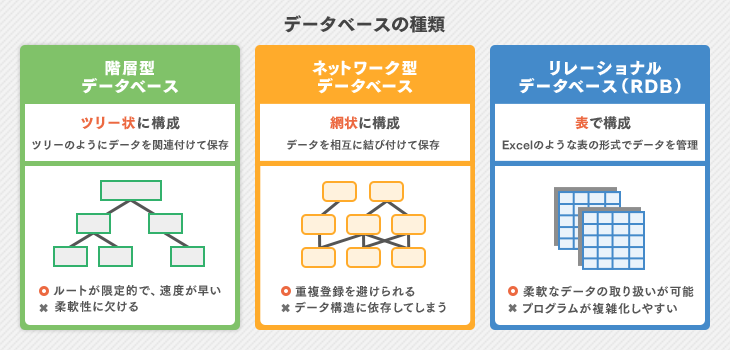 データベースの種類
階層型
データベース
ツリー状に構成
ツリーのようにデータを関連付けて保存
ルートが限定的で、速度が早い
柔軟性に欠ける
ネットワーク型
データベース
網状に構成
データを相互に結び付けて保存
重複登録を避けられる
データ構造に依存してしまう
リレーショナル
データベース（RDB）
表で構成
Excelのような表の形式でデータを管理
柔軟なデータの取り扱いが可能
プログラムが複雑化しやすい